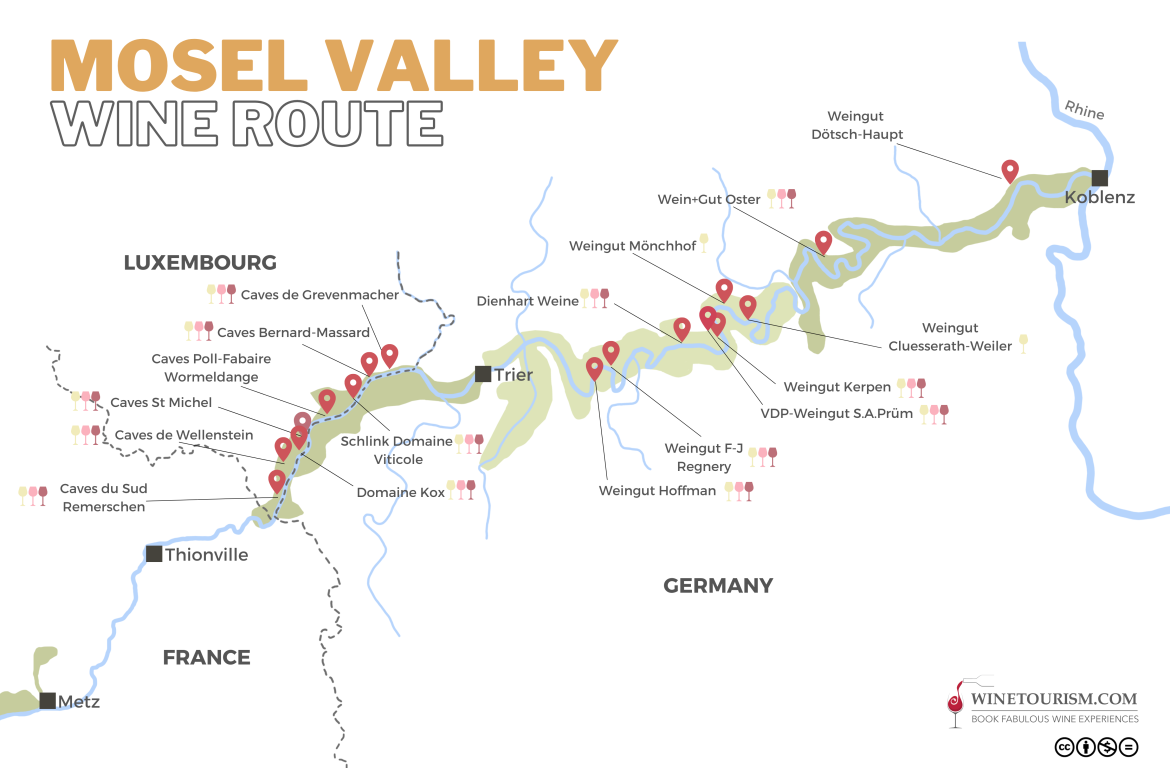 MOSEL VALLEY
WINE ROUTE
Rhine
Weingut
Dötsch-Haupt
Koblenz
Wein+Gut Oster
Weingut Mönchhof
LUXEMBOURG
Caves de Grevenmacher
Dienhart Weine
Caves Bernard-Massard
Weingut
Cluesserath-Weiler
Caves Poll-Fabaire
Wormeldange
Trier
Weingut Kerpen
Caves St Michel
VDP-Weingut S.A.Prüm
Caves de Wellenstein
Schlink Domaine
Viticole
Weingut F-J
Regnery
Caves du Sud
Remerschen
Domaine Kox
Weingut Hoffman
Thionville
GERMANY
FRANCE
Metz
WINETOURISM.COM
BOOK FABULOUS WINE EXPERIENCES
cc